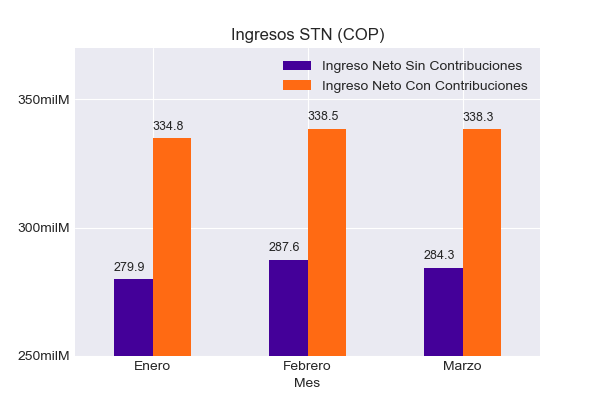 Ingresos STN (COP)
Ingreso Neto Sin Contribuciones
Ingreso Neto Con Contribuciones
350milM
300milM
250milM
334.8
338.5
338.3
279.9
287.6
284.3
Enero
Febrero
Marzo
Mes